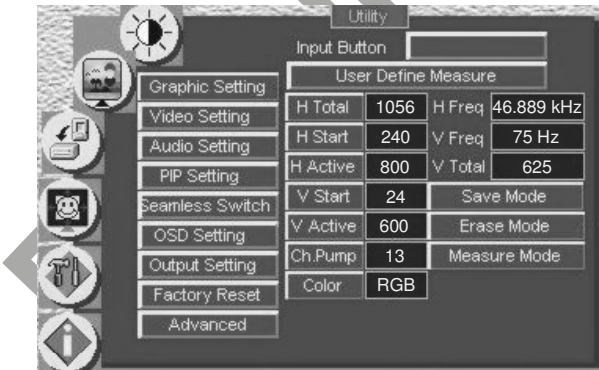 Utility
Input Button
User Define Measure
Graphic Setting
Video Setting
Audio Setting
PIP Setting
Seamless Switch
OSD Setting
Output Setting
Factory Reset
Advanced
H Total 1056 H Freq 46.889 kHz
H Start 240 V Freq 75 Hz
H Active 800 V Total 625
V Start 24 Save Mode
V Active 600 Erase Mode
Ch.Pump 13 Measure Mode
Color RGB